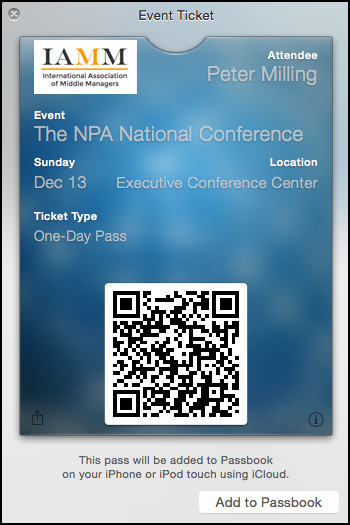 Event Ticket
IAMM
International Association
of Middle Managers
Attendee
Peter Milling
Event
The NPA National Conference
Sunday
Location
Dec 13
Executive Conference Center
Ticket Type
One-Day Pass
This pass will be added to Passbook
on your iPhone or iPod touch using iCloud.
Add to Passbook